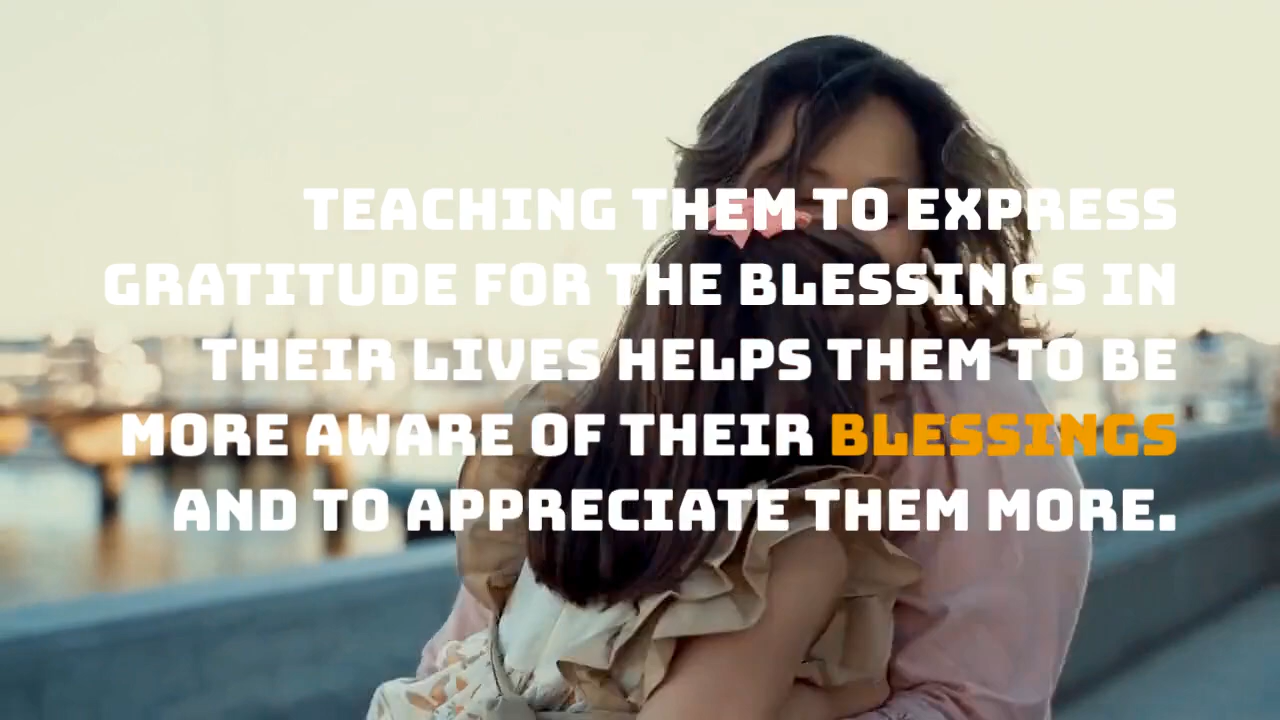 TEACHING THEM TO EXPRESS
GRATITUDE FOR THE BLESSINGS IN
THEIR LIVES HELPS THEM TO BE
MORE AWARE OF THEIR BLESSINGS
AND TO APPRECIATE THEM MORE.